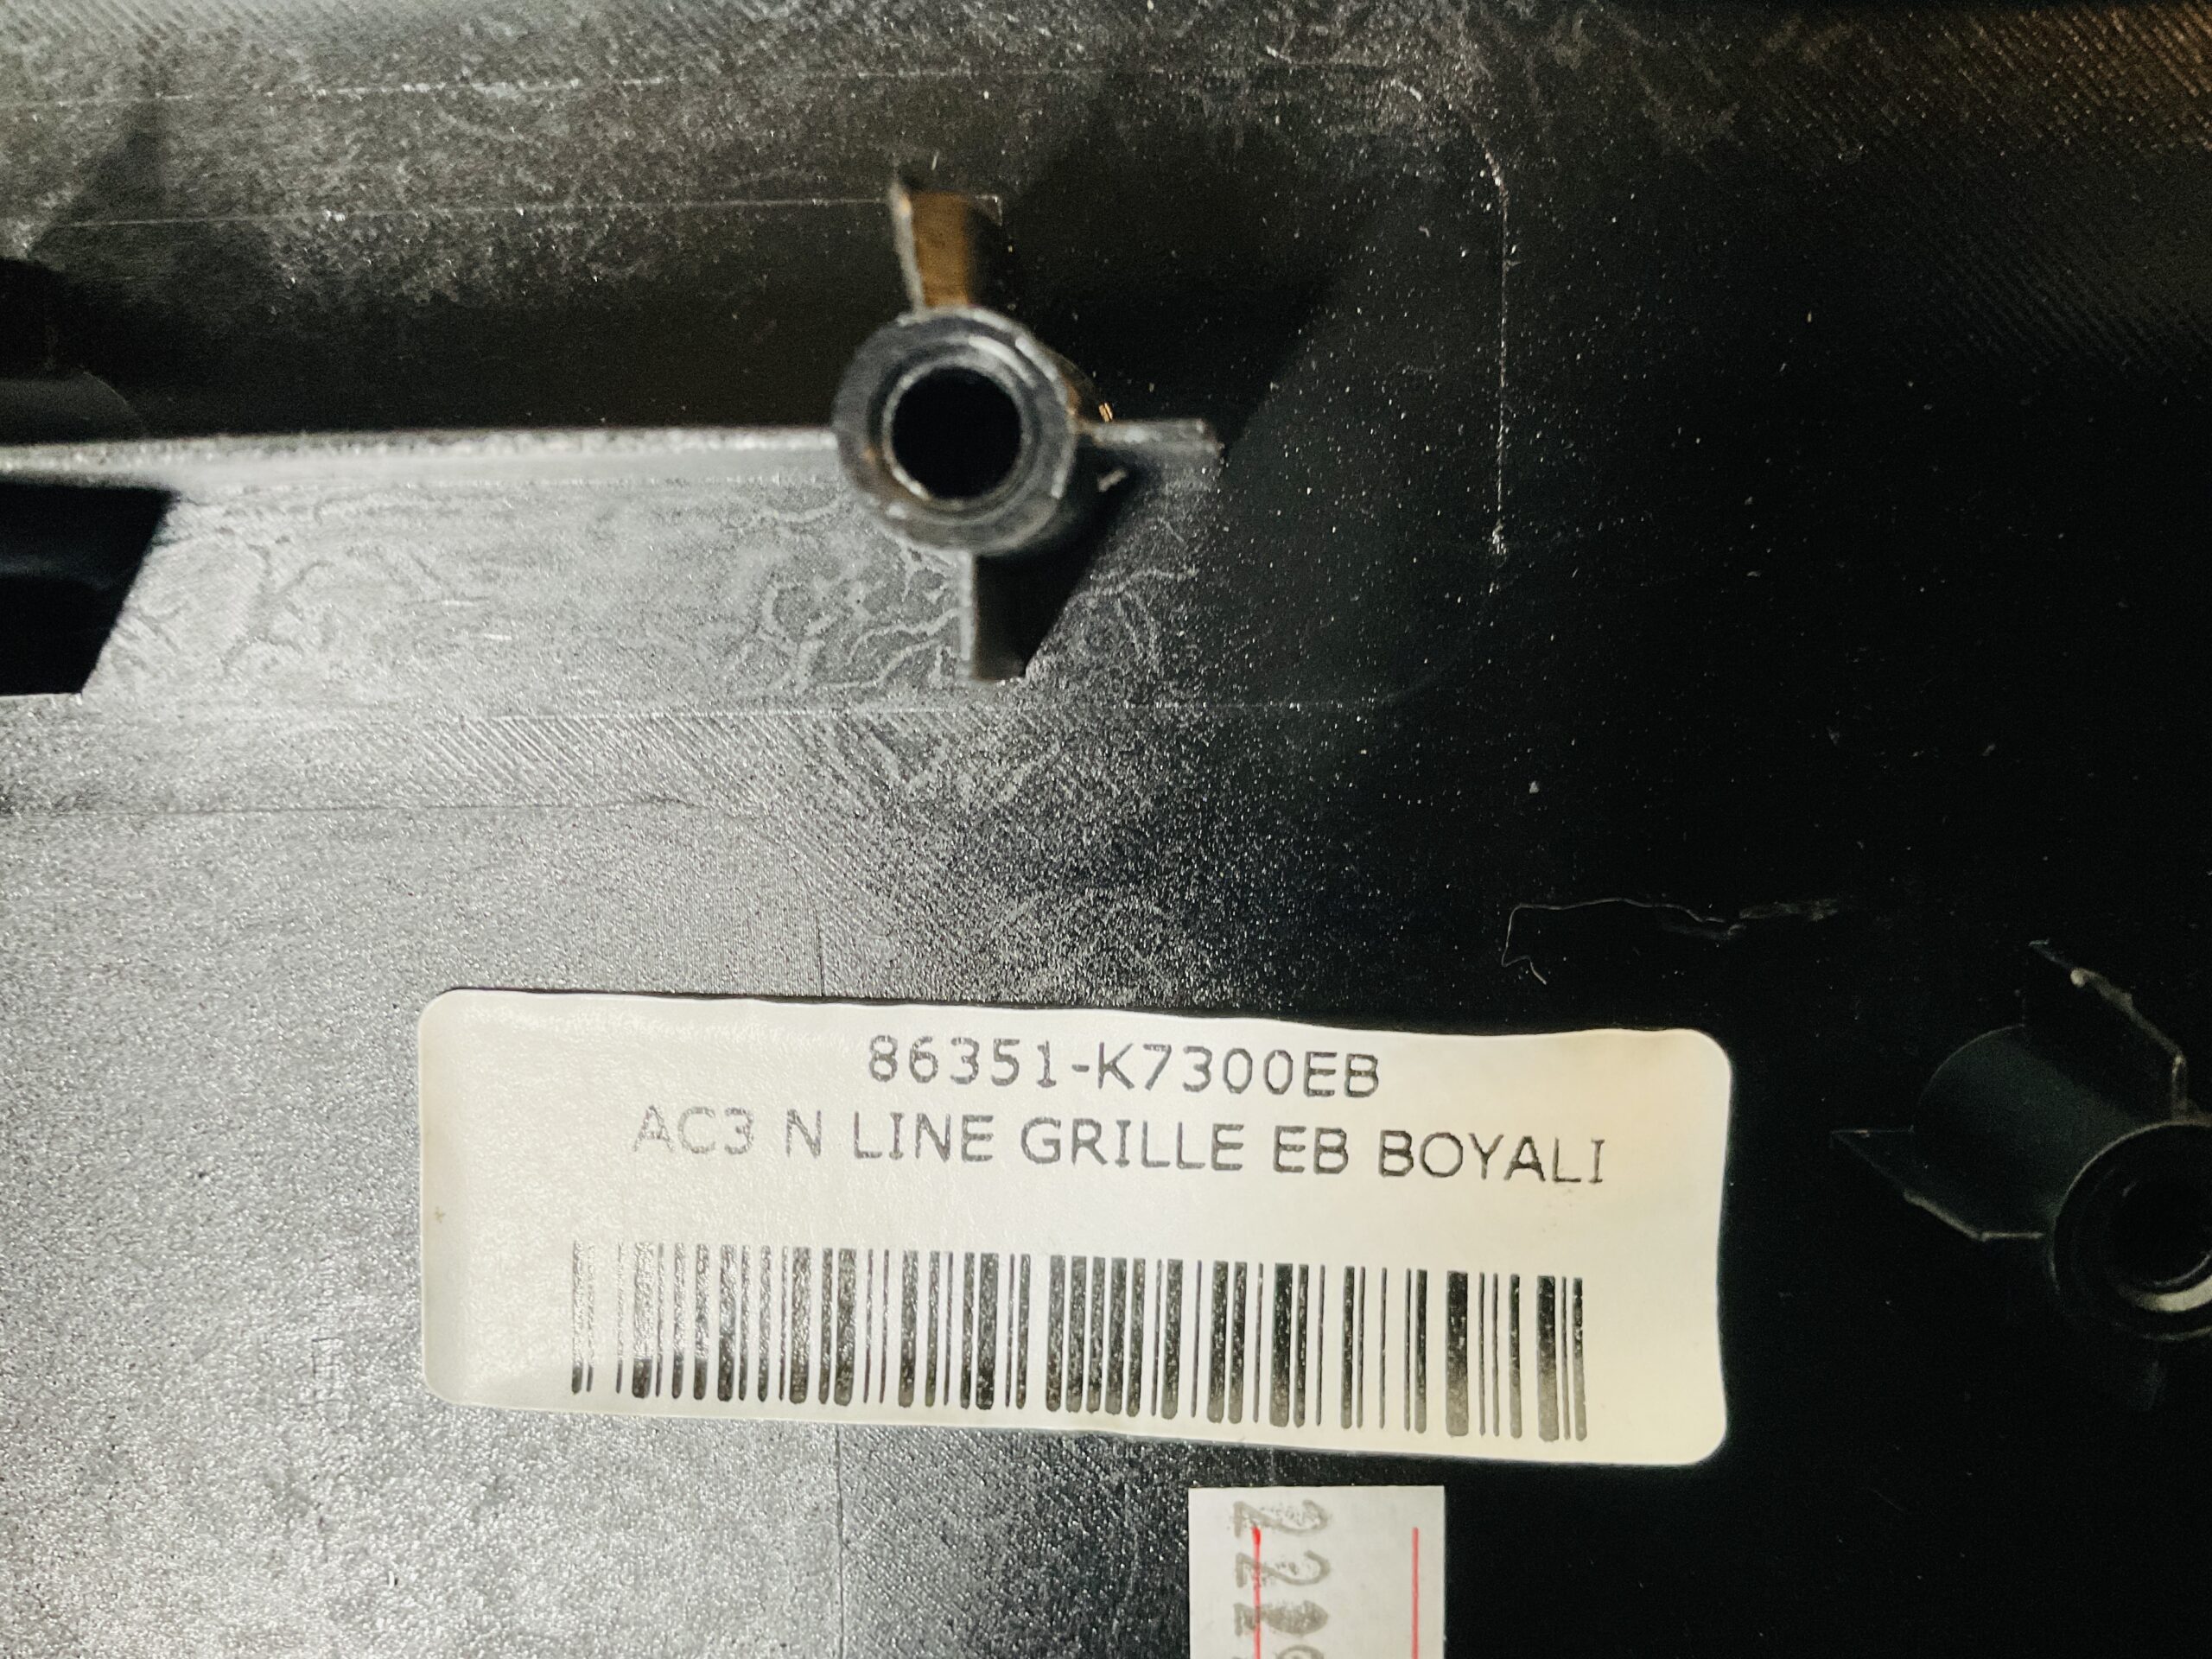 86351-K7300EB
AC3 N LINE GRILLE EB BOYALI